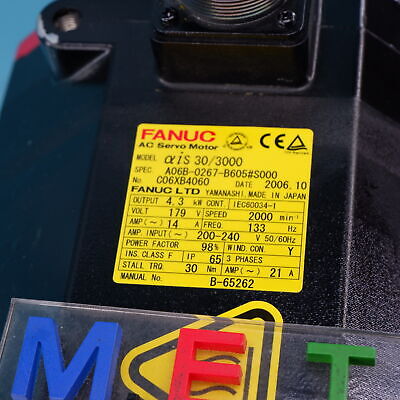 FANUC
AC Servo Motor
MODEL αiS 30/3000
SPEC A06B-0267-B605#S000
No C06XB4060 DATE 2006.10
FANUC LTD YAMANASHI, MADE IN JAPAN
OUTPUT 4,3 kW CONT. IEC60034-1
VOLT 179 V SPEED 2000 min⁻¹
AMP(~) 14 A FREQ 133 Hz
AMP. INPUT(~) 200-240 V 50/60Hz
POWER FACTOR 98% WIND.CON. Y
INS.CLASS F IP 65 3 PHASES
STALL TRQ. 30 Nm AMP(~) 21 A
MANUAL No. B-65262
MET